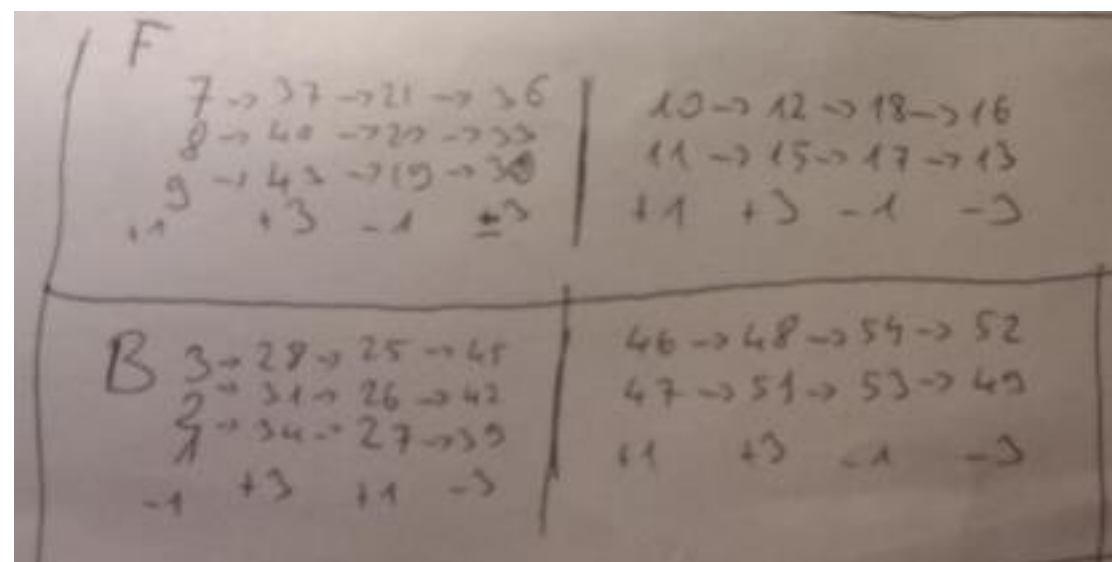 F
7 -> 37 -> 21 -> 36
8 -> 40 -> 20 -> 33
9 -> 43 -> 19 -> 30
+1 +3 -1 ±3
10 -> 12 -> 18 -> 16
11 -> 15 -> 17 -> 13
+1 +3 -1 -3
B 3 -> 28 -> 25 -> 45
2 -> 31 -> 26 -> 42
1 -> 34 -> 27 -> 39
-1 +3 +1 -3
46 -> 48 -> 54 -> 52
47 -> 51 -> 53 -> 49
+1 +3 -1 -3